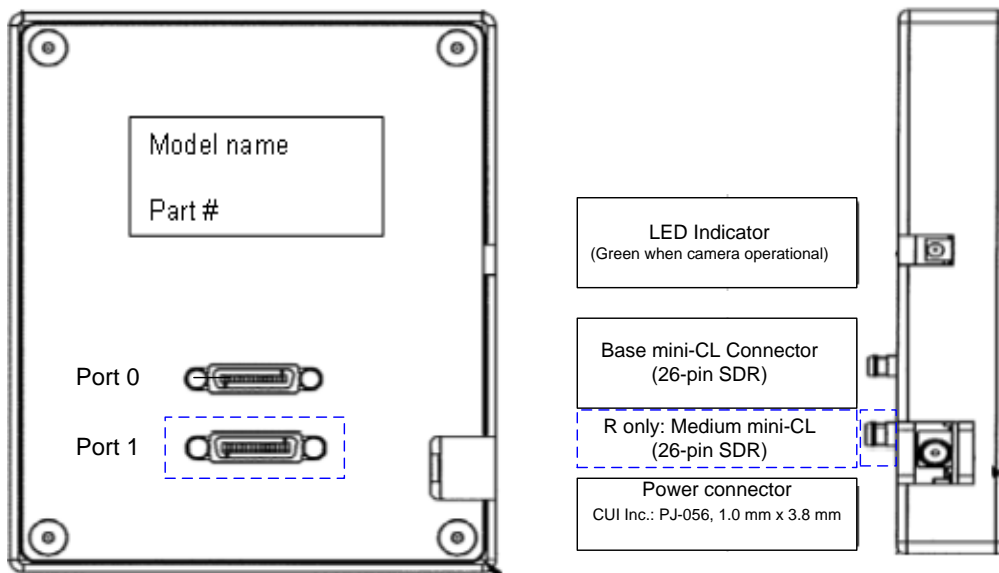 Model name
Part #
Port 0
Port 1
LED Indicator
(Green when camera operational)
Base mini-CL Connector
(26-pin SDR)
R only: Medium mini-CL
(26-pin SDR)
Power connector
CUI Inc.: PJ-056, 1.0 mm x 3.8 mm